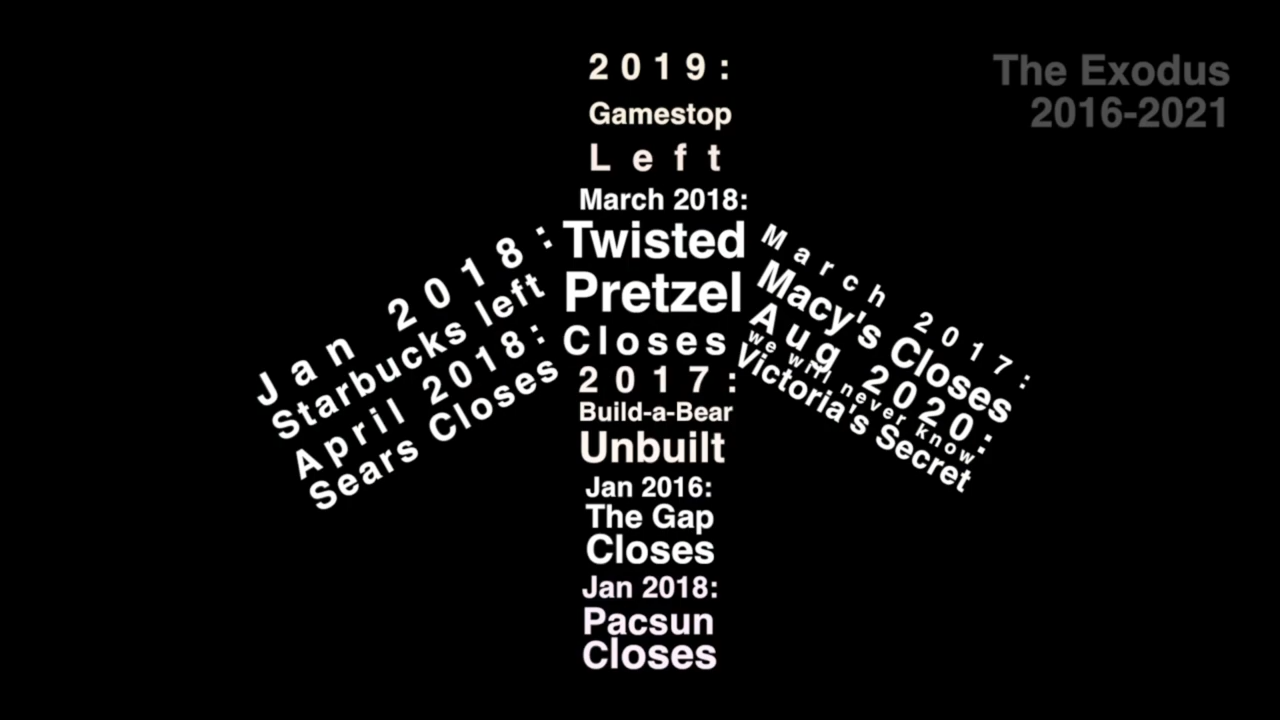 The Exodus
2016-2021
2019:
Gamestop
Left
March 2018:
Twisted
Pretzel
Closes
2017:
Build-a-Bear
Unbuilt
Jan 2016:
The Gap
Closes
Jan 2018:
Pacsun
Closes
Jan 2018:
Starbucks left
April 2018:
Sears Closes
March 2017:
Macy's Closes
Aug 2020:
we will never know
Victoria's Secret